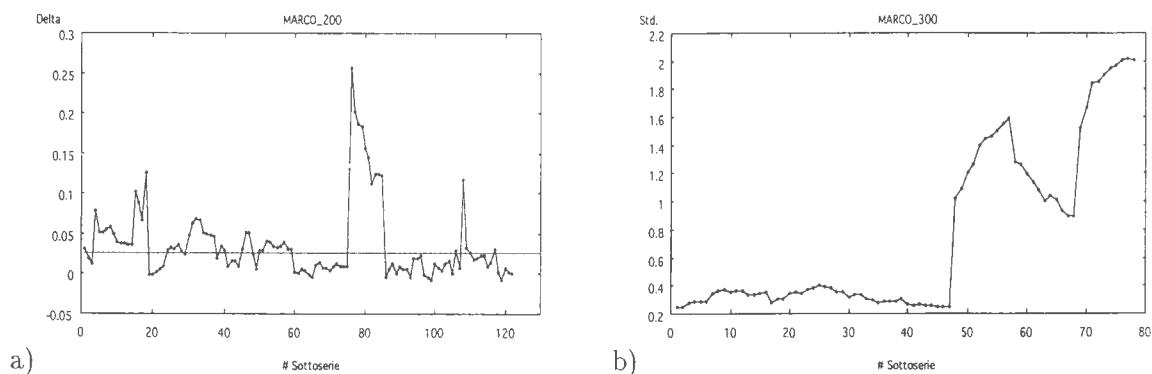 Delta MARCO_200
0.3
0.25
0.2
0.15
0.1
0.05
0
-0.05
0 20 40 60 80 100 120
# Sottoserie
a)
Std. MARCO_300
2.2
2
1.8
1.6
1.4
1.2
1
0.8
0.6
0.4
0.2
0 10 20 30 40 50 60 70 80
# Sottoserie
b)